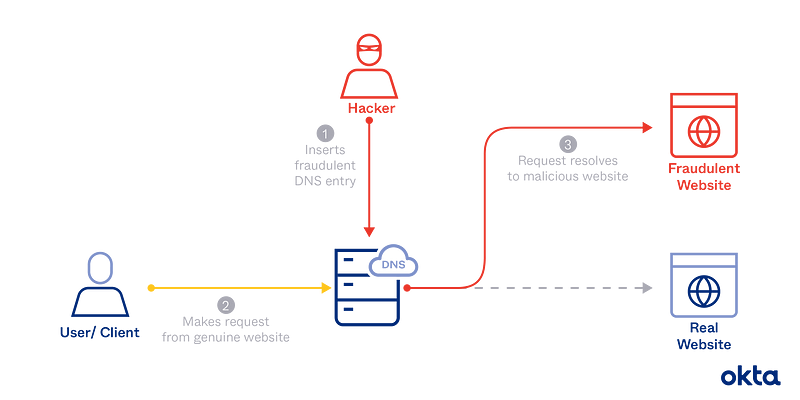 Hacker
1
Inserts
fraudulent
DNS entry
3
Request resolves
to malicious website
Fraudulent
Website
DNS
User/ Client
2
Makes request
from genuine website
Real
Website
okta